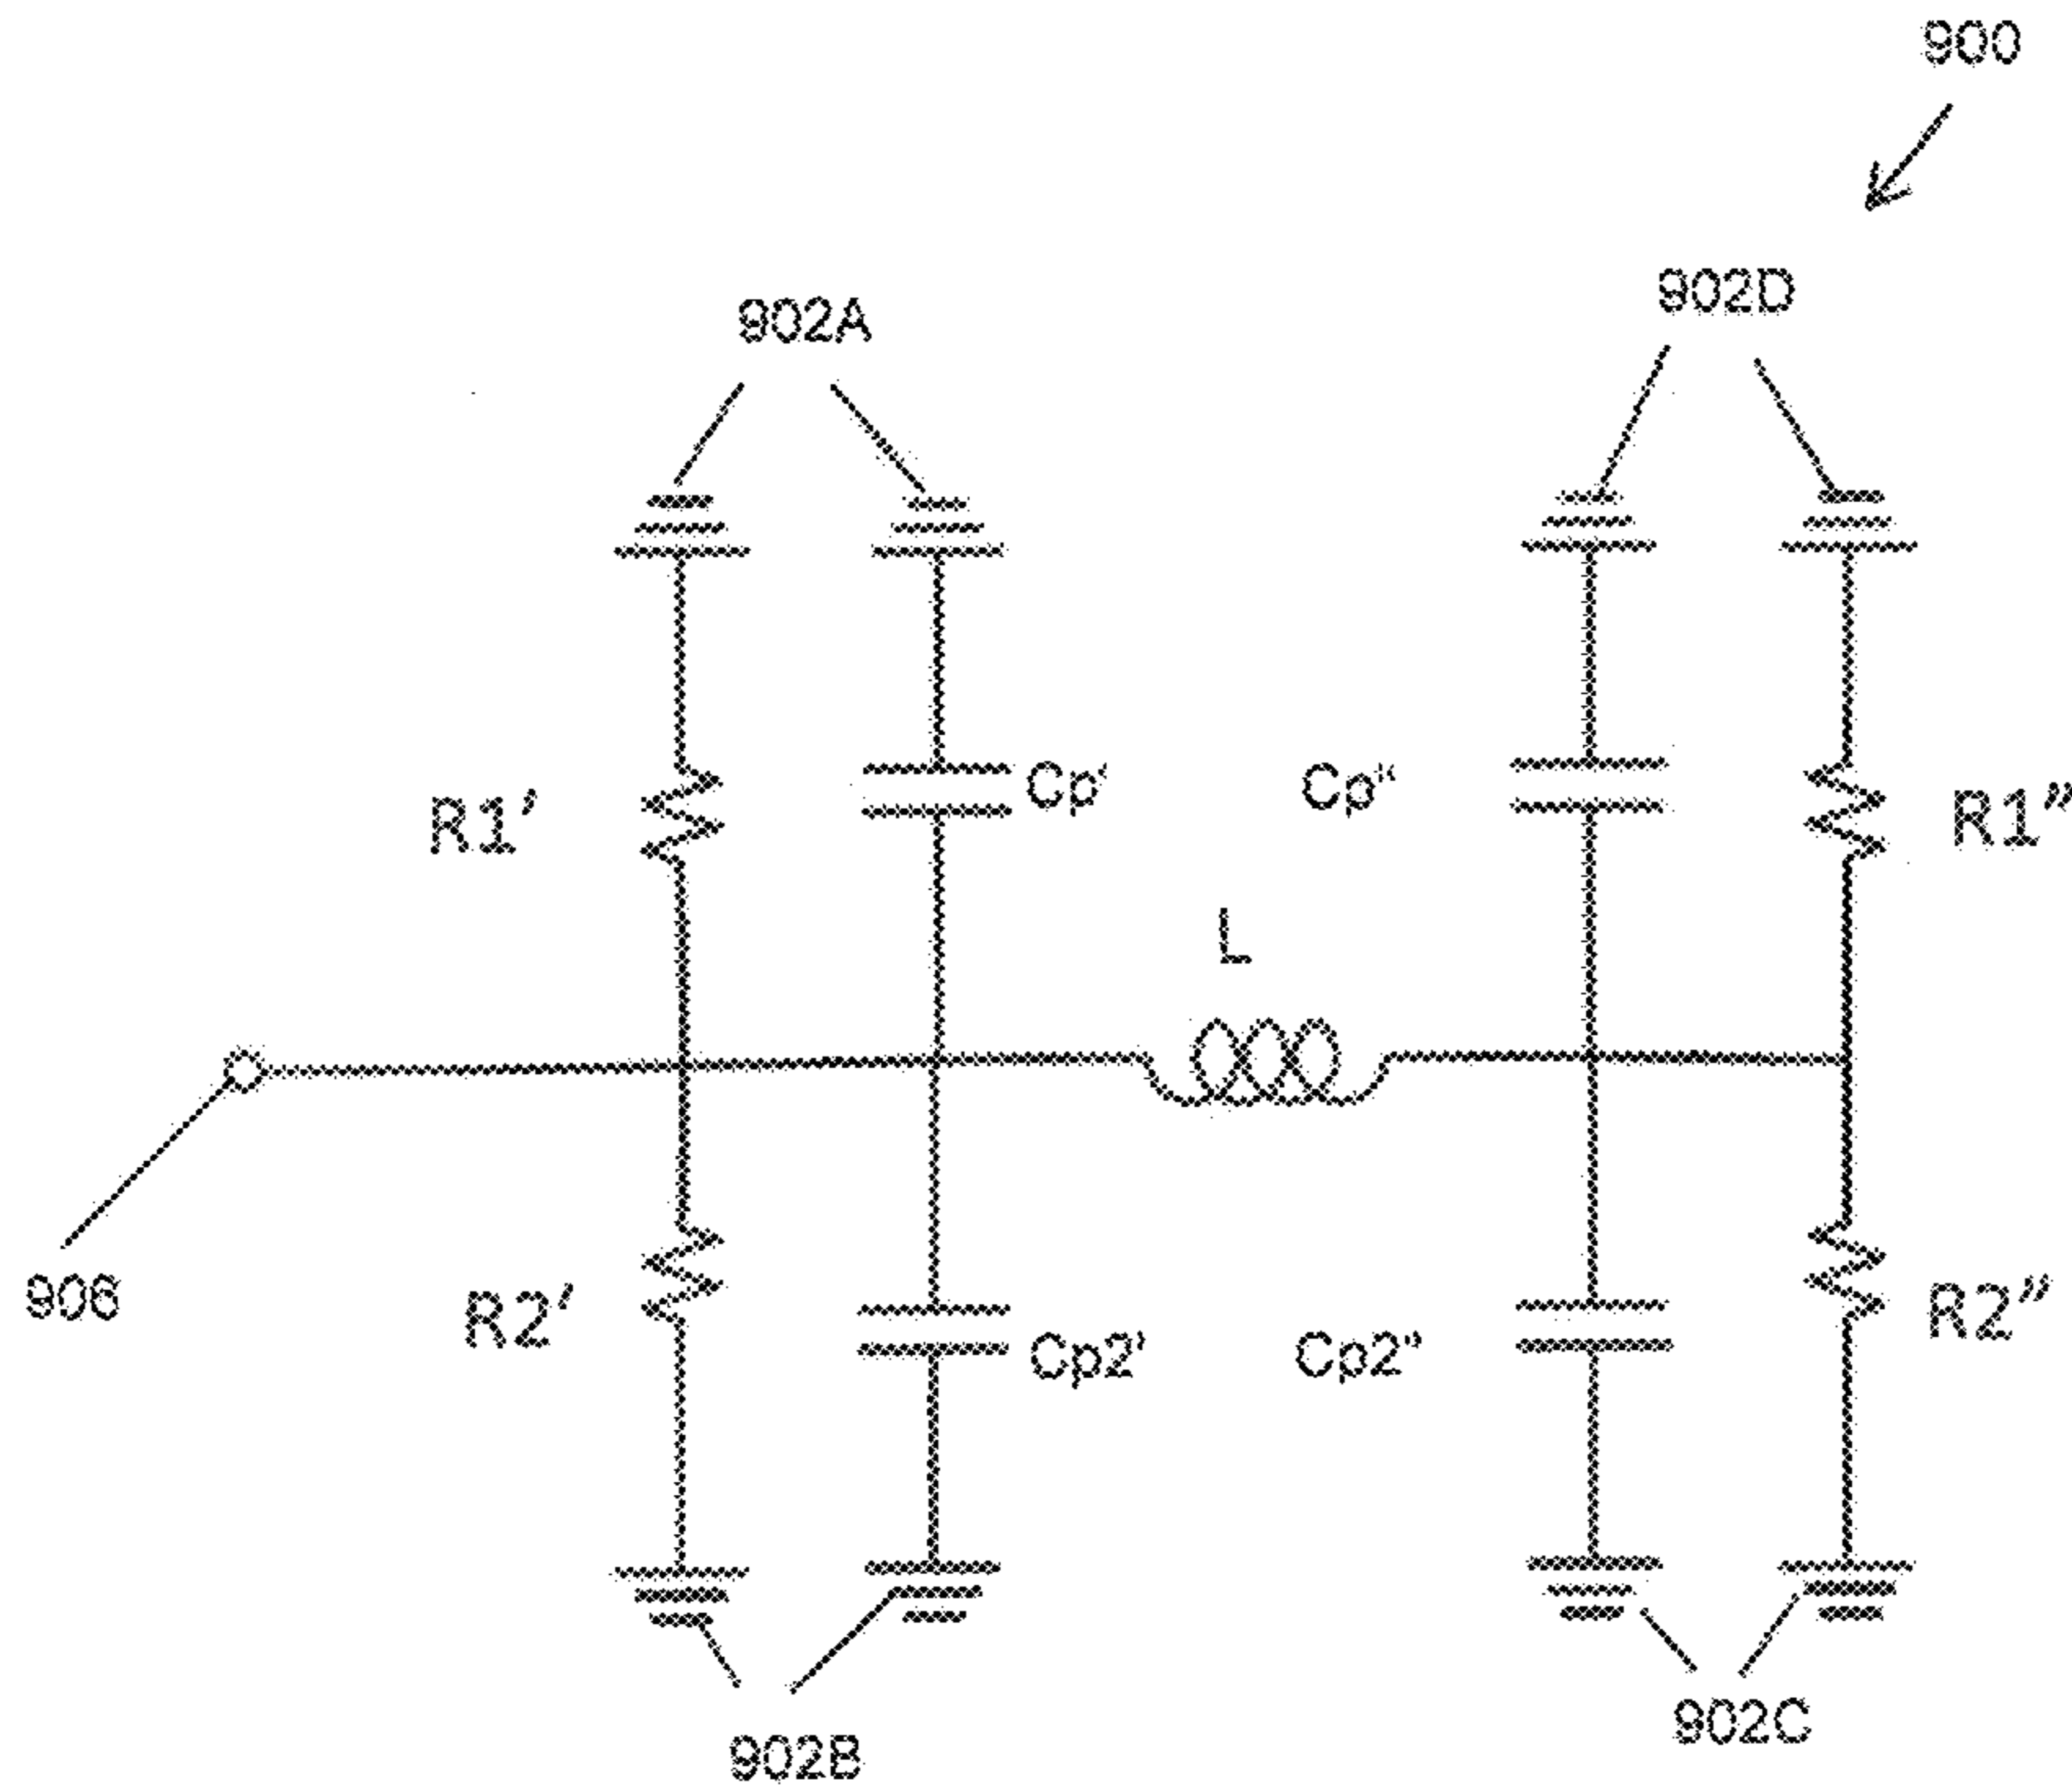 900
902D
902A
Cp' Cp"
R1' R1"
L
906
R2' R2"
Cp2' Cp2"
902C
902B